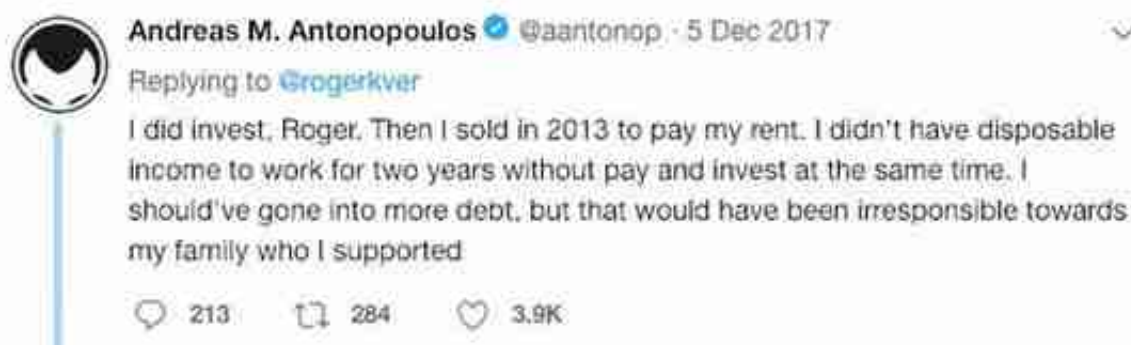 Andreas M. Antonopoulos @aantonop · 5 Dec 2017
Replying to @rogerkver
I did invest, Roger. Then I sold in 2013 to pay my rent. I didn't have disposable
income to work for two years without pay and invest at the same time. I
should've gone into more debt, but that would have been irresponsible towards
my family who I supported
213 284 3.9K